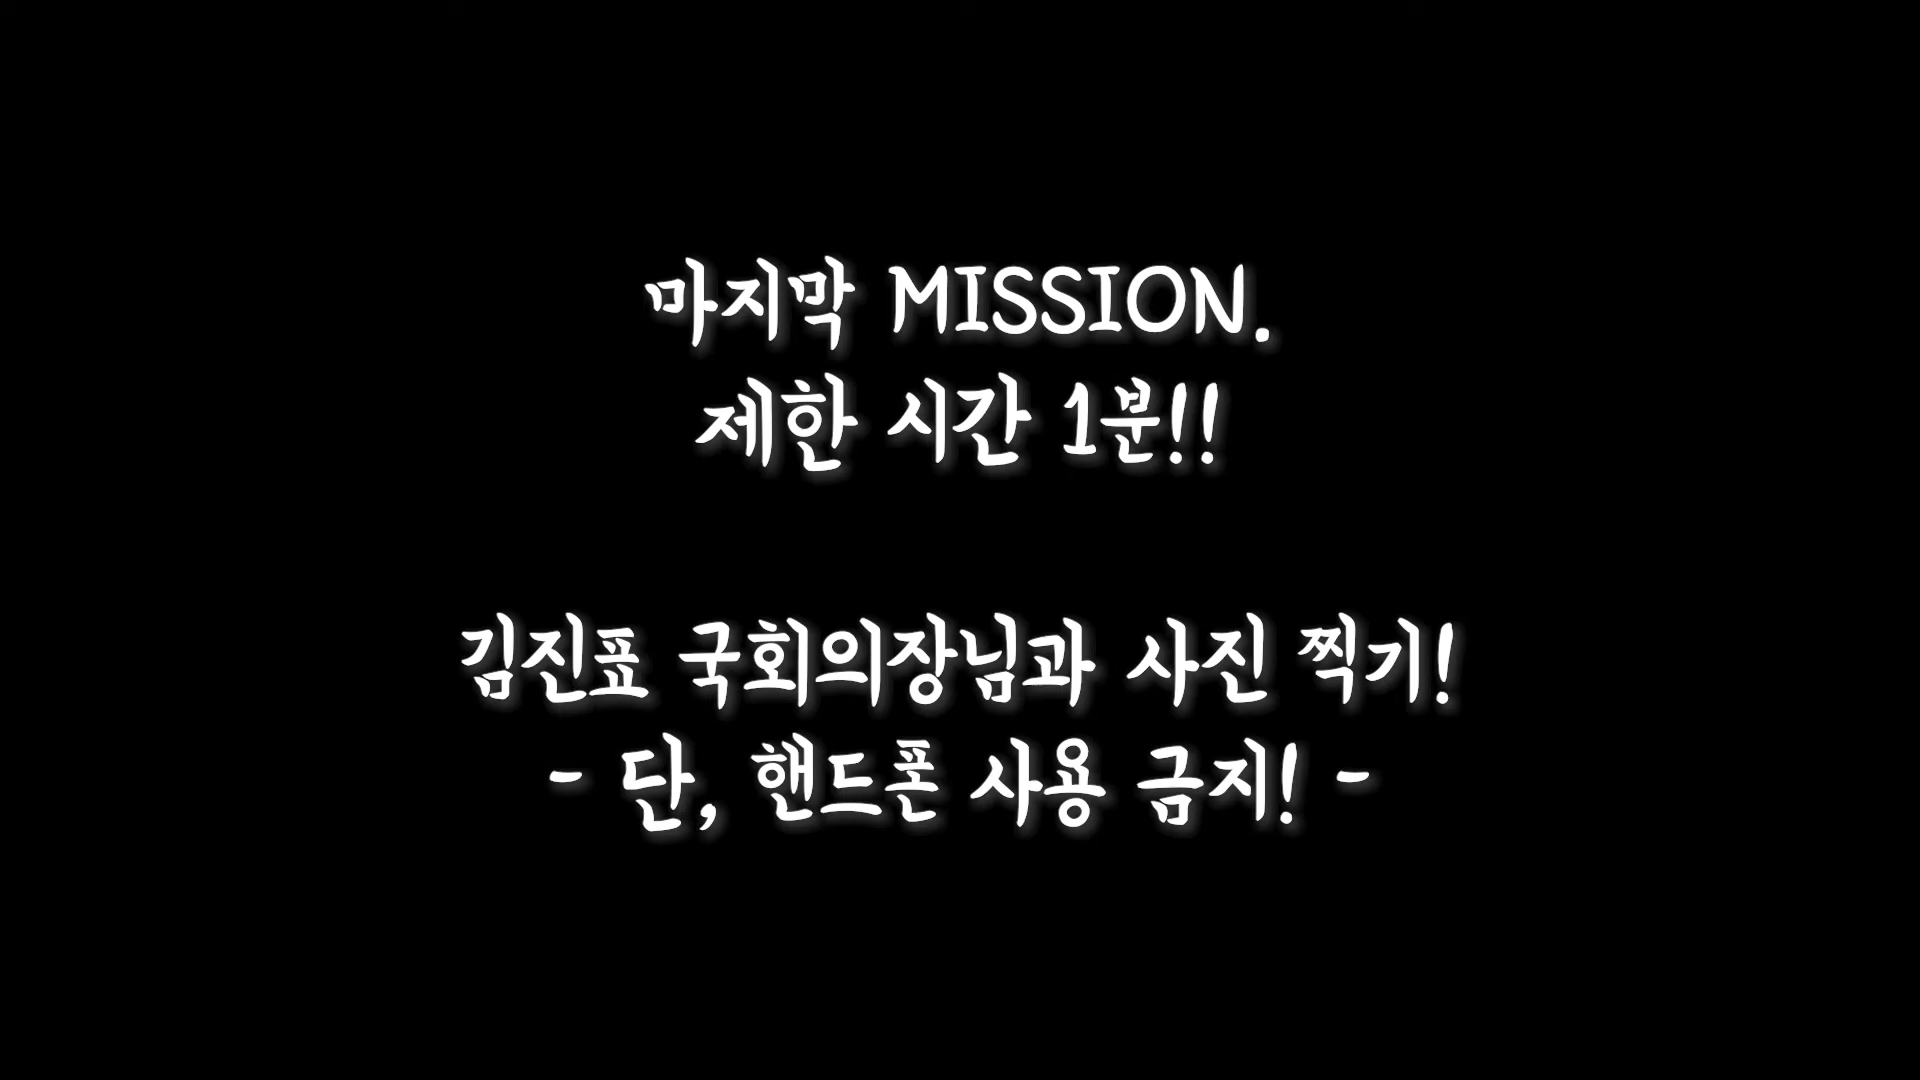 마지막 MISSION.
제한 시간 1분!!
김진표 국회의장님과 사진 찍기!
- 단, 핸드폰 사용 금지! -